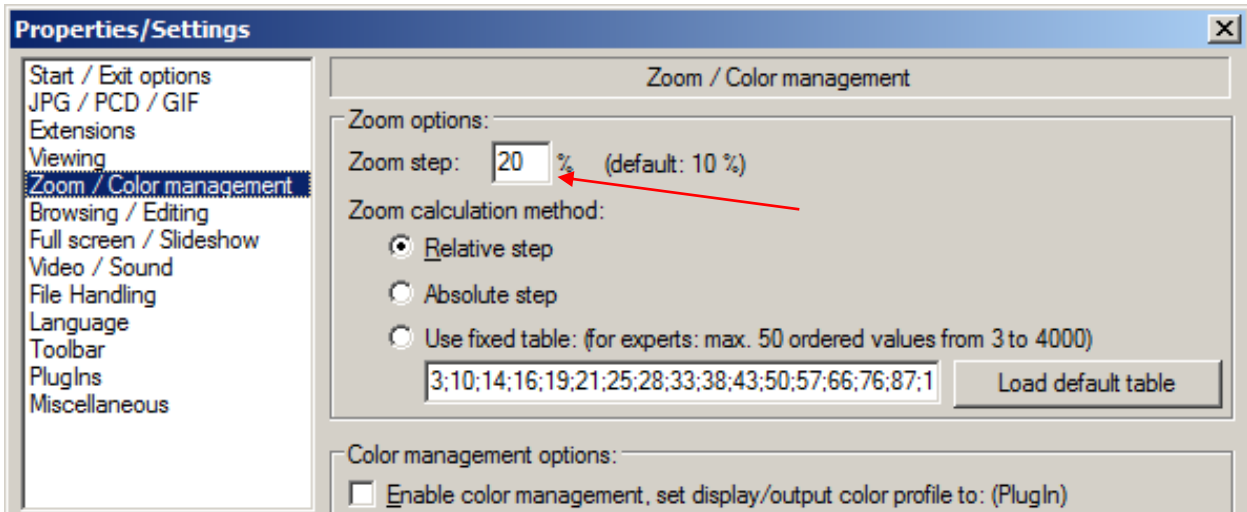 Properties/Settings
Start / Exit options
JPG / PCD / GIF
Extensions
Viewing
Zoom / Color management
Browsing / Editing
Full screen / Slideshow
Video / Sound
File Handling
Language
Toolbar
PlugIns
Miscellaneous
Zoom / Color management
Zoom options:
Zoom step: 20 % (default: 10 %)
Zoom calculation method:
Relative step
Absolute step
Use fixed table: (for experts: max. 50 ordered values from 3 to 4000)
3;10;14;16;19;21;25;28;33;38;43;50;57;66;76;87;1 Load default table
Color management options:
Enable color management, set display/output color profile to: (PlugIn)